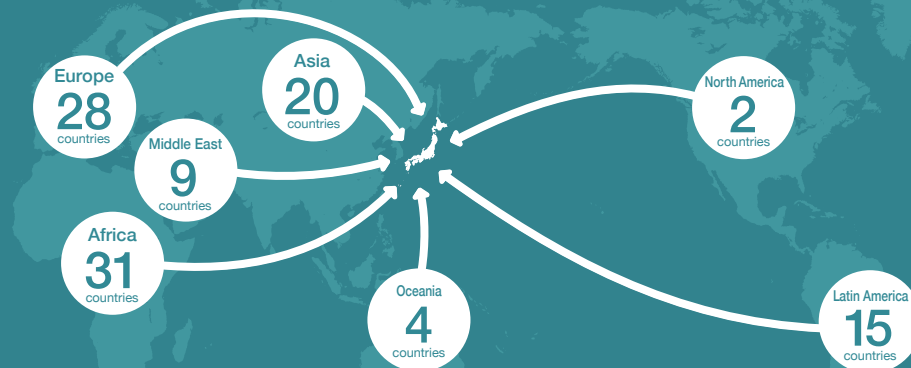 Europe
28
countries
Asia
20
countries
North America
2
countries
Middle East
9
countries
Africa
31
countries
Oceania
4
countries
Latin America
15
countries